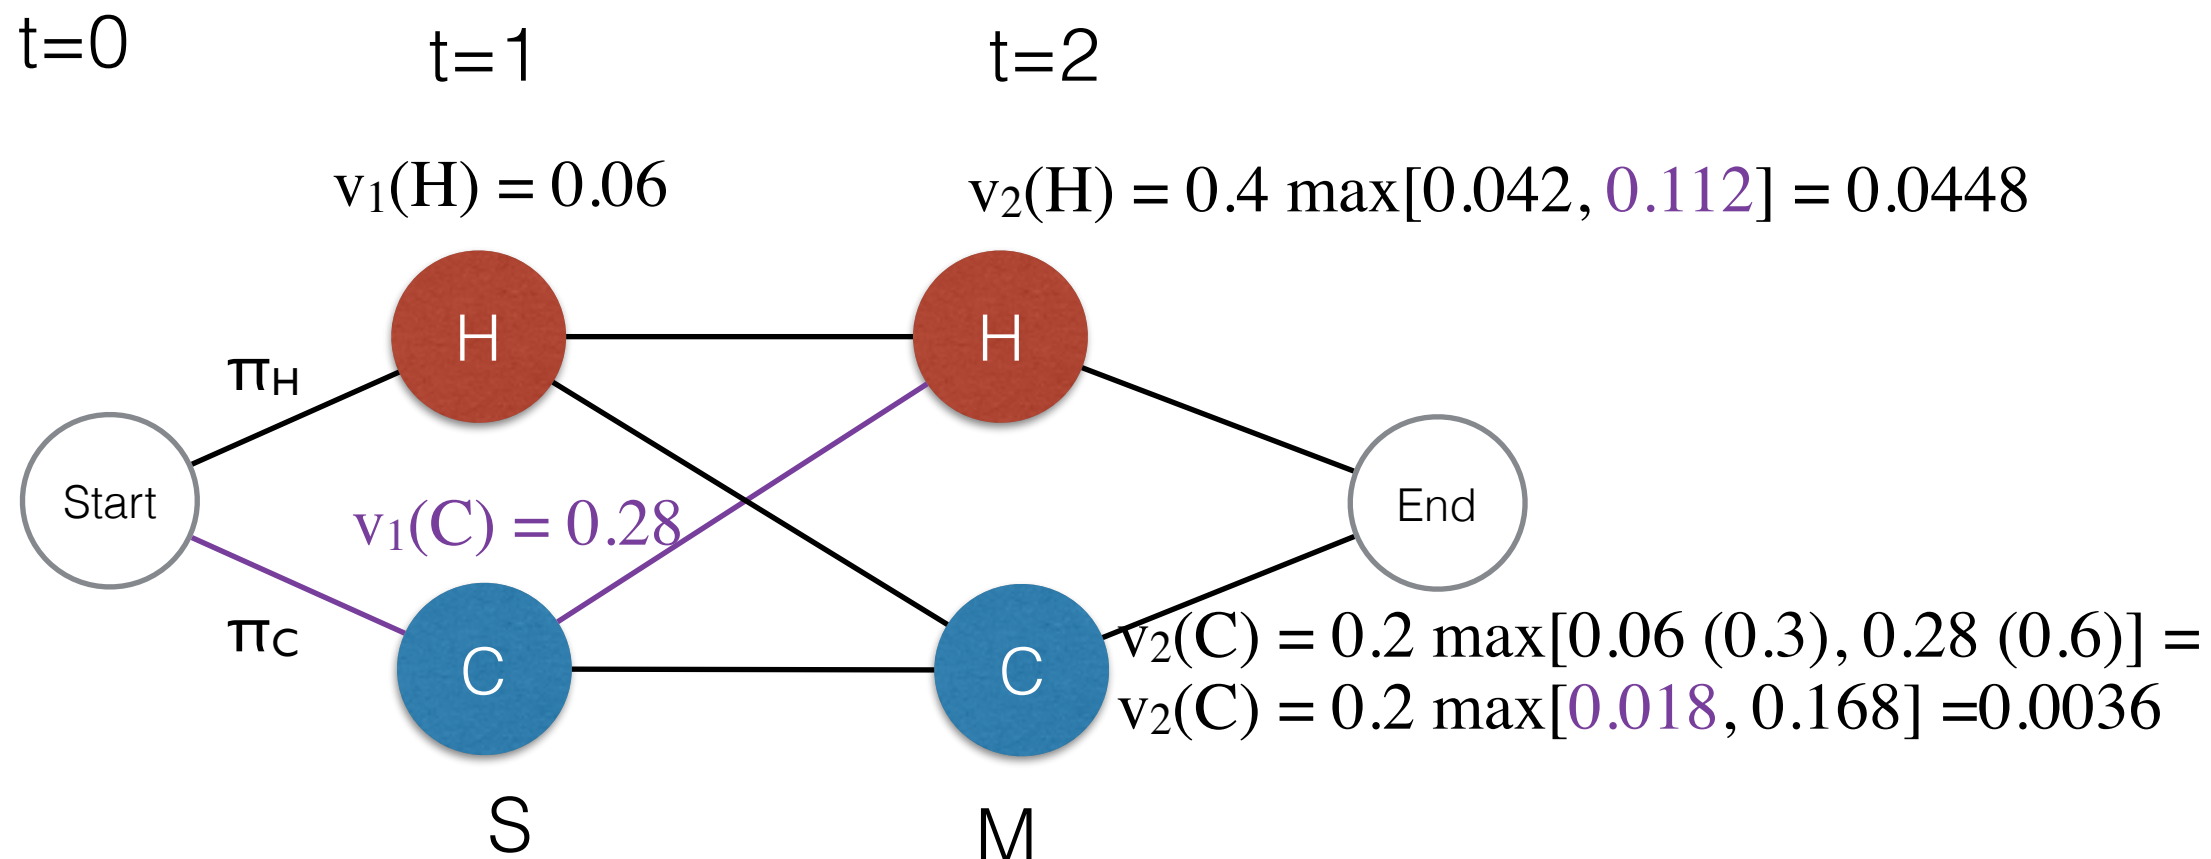 t=0
t=1
t=2
v₁(H) = 0.06
v₂(H) = 0.4 max[0.042, 0.112] = 0.0448
H
H
πH
Start
v₁(C) = 0.28
End
πC
C
C
v₂(C) = 0.2 max[0.06 (0.3), 0.28 (0.6)] =
v₂(C) = 0.2 max[0.018, 0.168] =0.0036
S
M